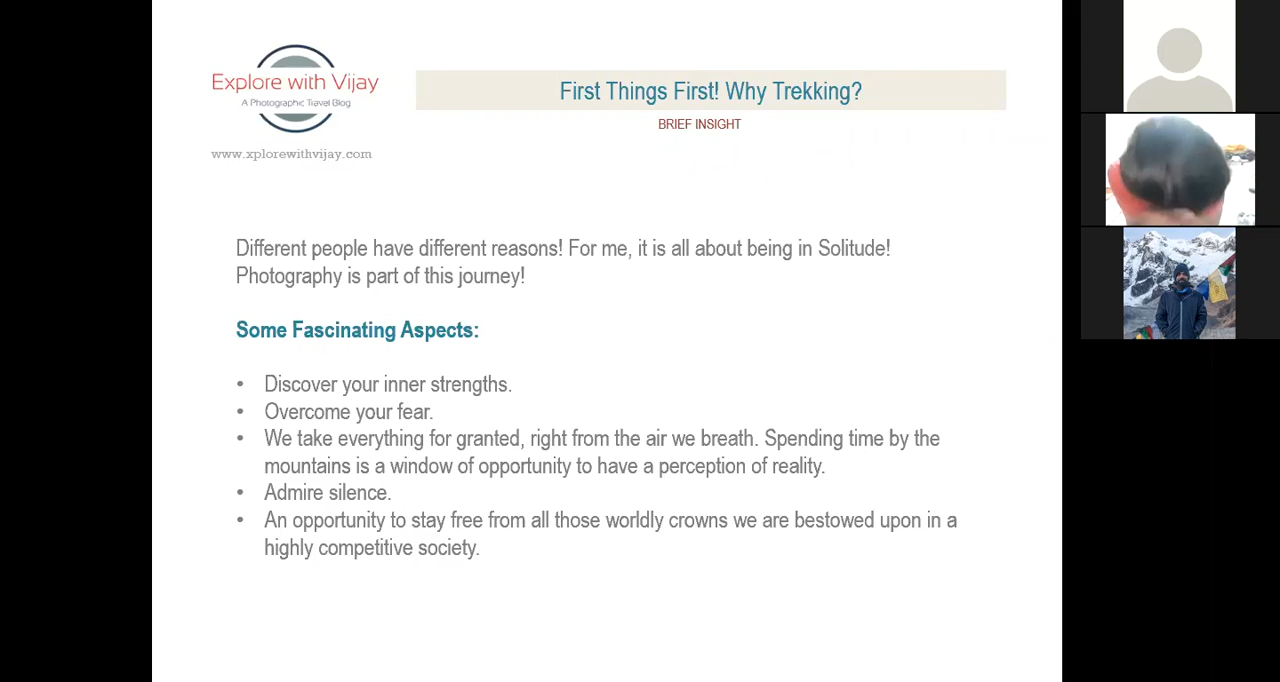 Explore with Vijay
A Photographic Travel Blog
www.xplorewithvijay.com
First Things First! Why Trekking?
BRIEF INSIGHT
Different people have different reasons! For me, it is all about being in Solitude!
Photography is part of this journey!
Some Fascinating Aspects:
• Discover your inner strengths.
• Overcome your fear.
• We take everything for granted, right from the air we breath. Spending time by the
mountains is a window of opportunity to have a perception of reality.
• Admire silence.
• An opportunity to stay free from all those worldly crowns we are bestowed upon in a
highly competitive society.